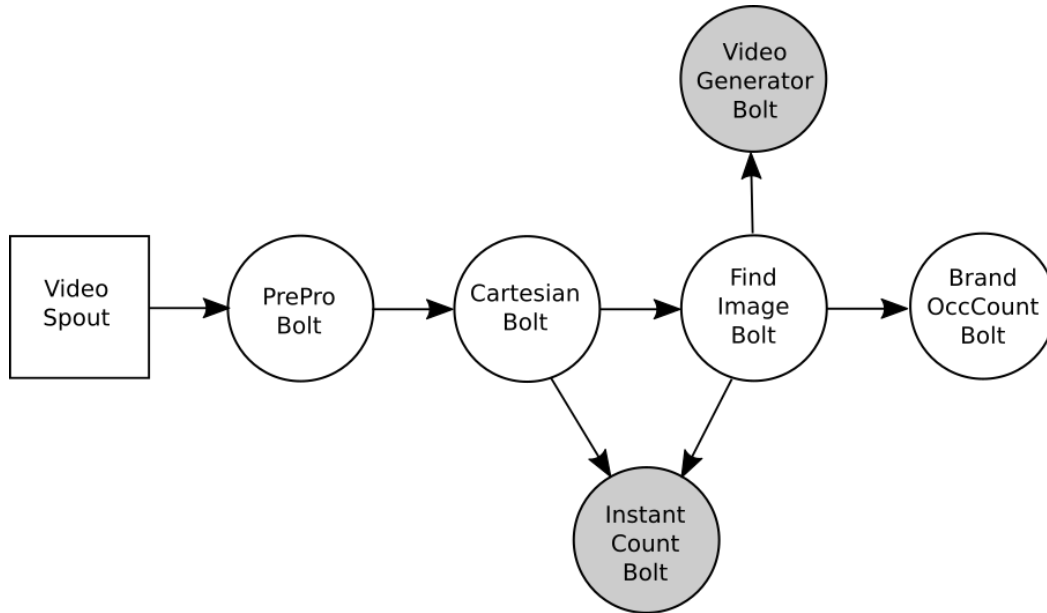 Video
Generator
Bolt
Video
Spout
PrePro
Bolt
Cartesian
Bolt
Find
Image
Bolt
Brand
OccCount
Bolt
Instant
Count
Bolt